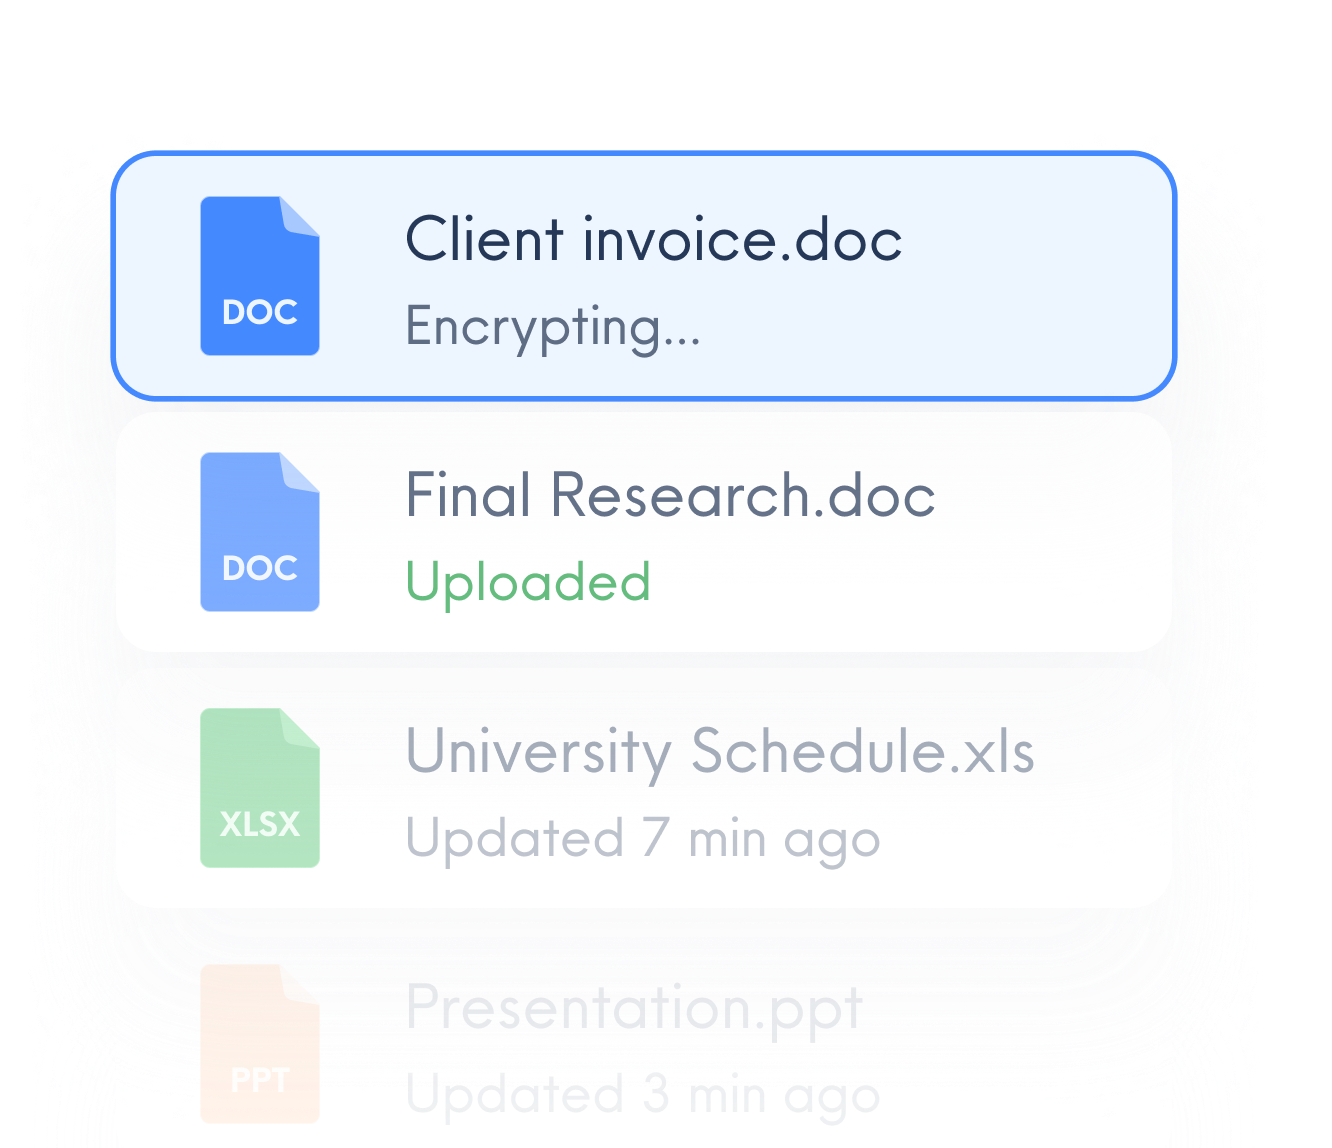 Client invoice.doc
DOC
Encrypting...
Final Research.doc
DOC
Uploaded
University Schedule.xls
XLSX
Updated 7 min ago
Presentation.ppt
PPT
Updated 3 min ago